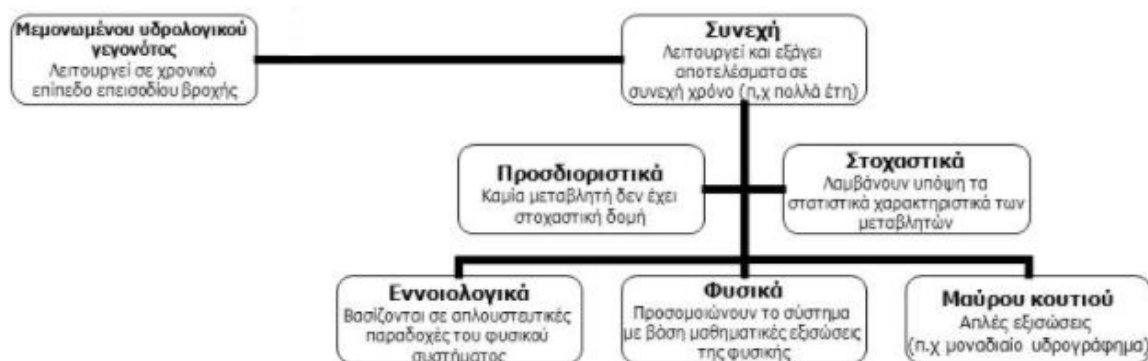 Μεμονωμένου υδρολογικού
γεγονότος
Λειτουργεί σε χρονικό
επίπεδο επεισοδίου βροχής
Συνεχή
Λειτουργεί και εξάγει
αποτελέσματα σε
συνεχή χρόνο (π,χ πολλά έτη)
Προσδιοριστικά
Καμία μεταβλητή δεν έχει
στοχαστική δομή
Στοχαστικά
Λαμβάνουν υπόψη τα
στατιστικά χαρακτηριστικά των
μεταβλητών
Εννοιολογικά
Βασίζονται σε απλουστευτικές
παραδοχές του φυσικού
συστήματος
Φυσικά
Προσομοιώνουν το σύστημα
με βάση μαθηματικές εξισώσεις
της φυσικής
Μαύρου κουτιού
Απλές εξισώσεις
(π.χ μοναδιαίο υδρογράφημα)